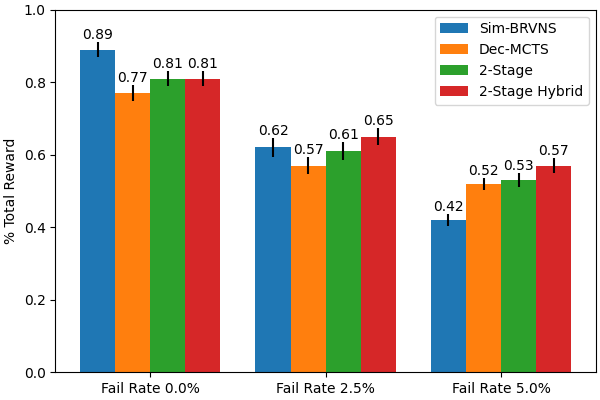 % Total Reward
1.0
0.8
0.6
0.4
0.2
0.0
0.89
0.77
0.81
0.81
0.62
0.57
0.61
0.65
0.42
0.52
0.53
0.57
Sim-BRVNS
Dec-MCTS
2-Stage
2-Stage Hybrid
Fail Rate 0.0%
Fail Rate 2.5%
Fail Rate 5.0%